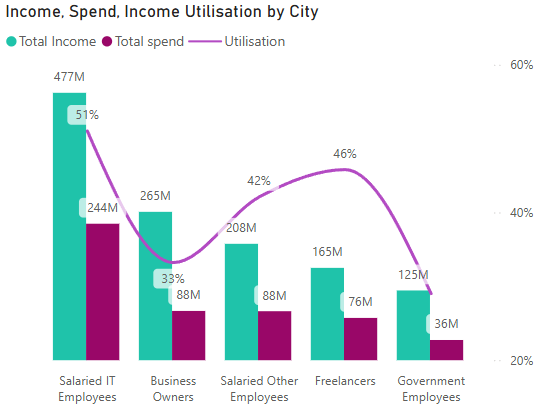 Income, Spend, Income Utilisation by City
Total Income Total spend Utilisation
60%
477M
51%
265M
46%
42%
244M
40%
208M
165M
33%
125M
88M
88M
76M
36M
20%
Salaried IT Business Salaried Other Freelancers Government
Employees Owners Employees Employees